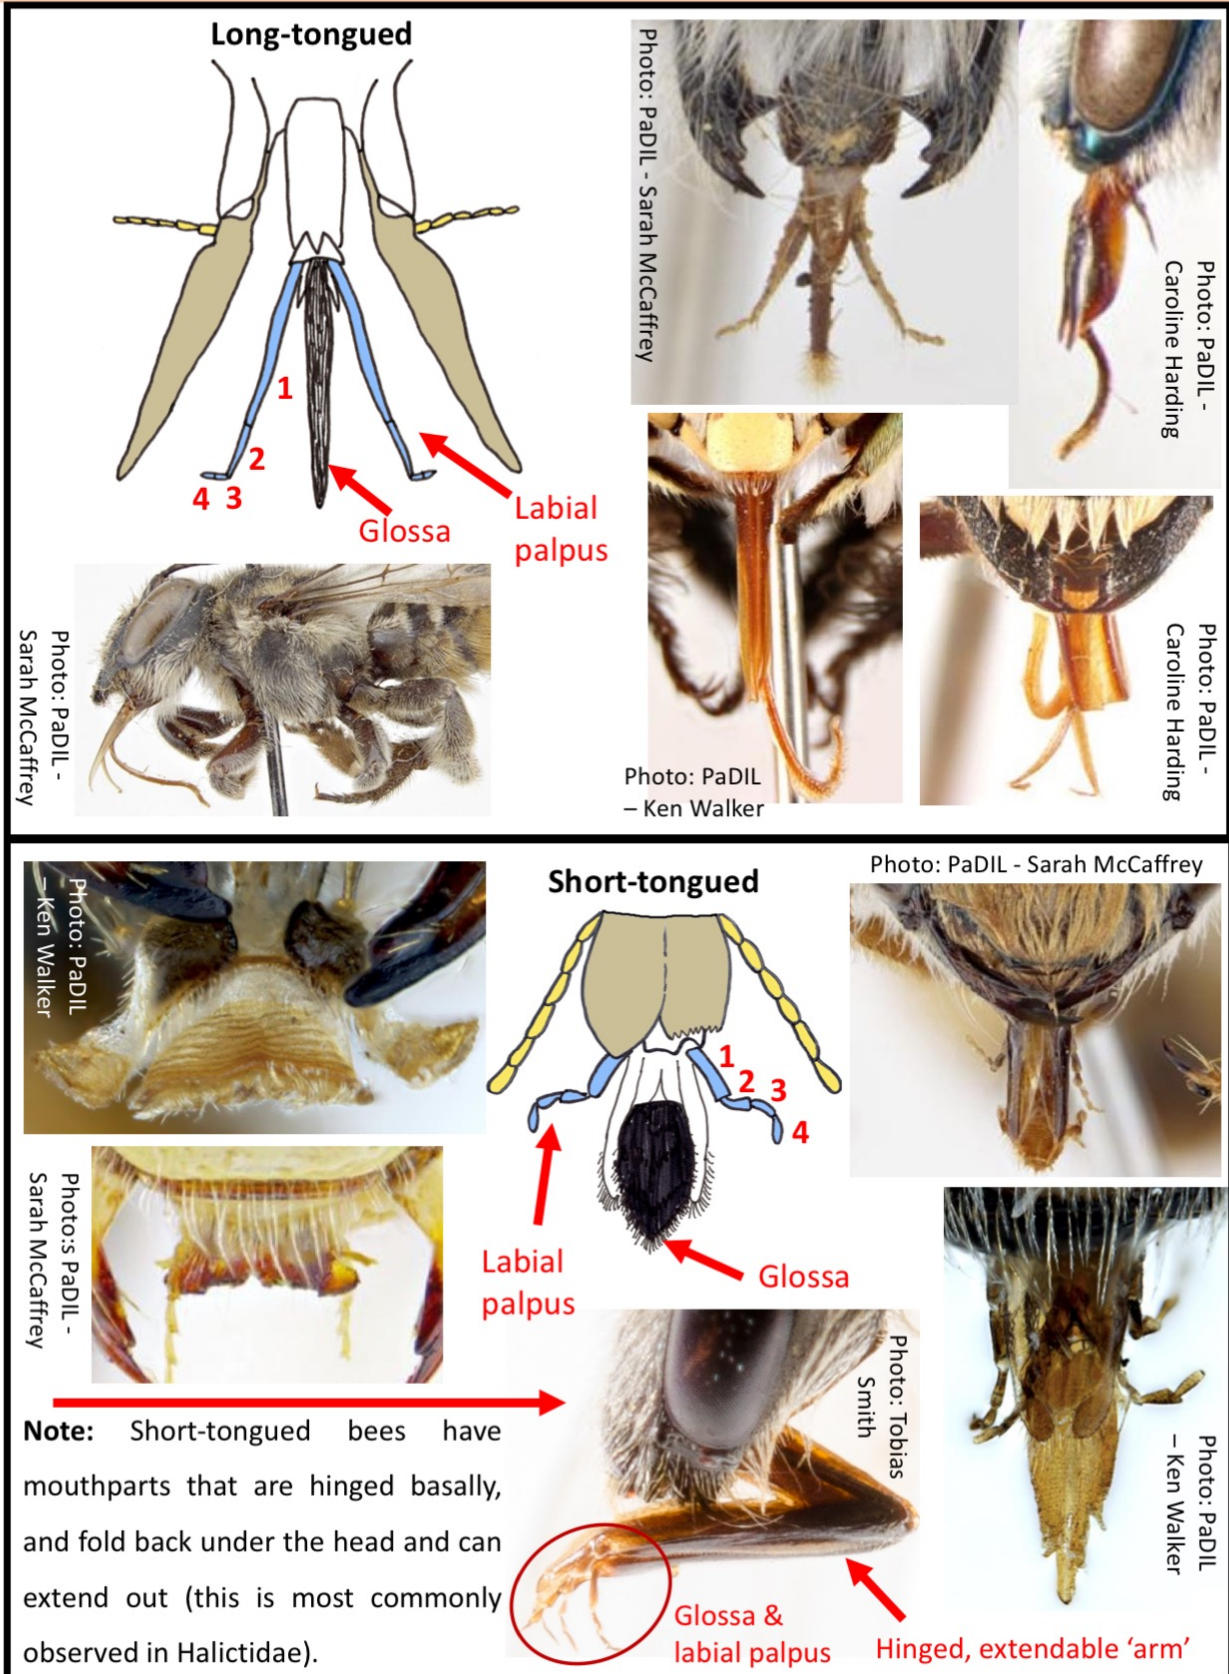 Long-tongued
Photo: PaDIL - Sarah McCaffrey
Photo: PaDIL -
Caroline Harding
1
2
4 3
Glossa
Labial
palpus
Photo: PaDIL -
Sarah McCaffrey
Photo: PaDIL
– Ken Walker
Photo: PaDIL -
Caroline Harding
Photo: PaDIL
– Ken Walker
Short-tongued
Photo: PaDIL - Sarah McCaffrey
1
2
3
4
Labial
palpus
Glossa
Photo:s PaDIL -
Sarah McCaffrey
Note: Short-tongued bees have
mouthparts that are hinged basally,
and fold back under the head and can
extend out (this is most commonly
observed in Halictidae).
Photo: Tobias
Smith
Glossa &
labial palpus
Hinged, extendable ‘arm’
Photo: PaDIL
– Ken Walker